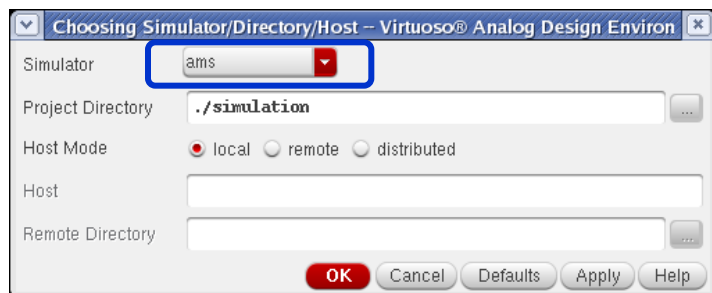 Choosing Simulator/Directory/Host -- Virtuoso® Analog Design Environ
Simulator ams
Project Directory ./simulation ...
Host Mode local remote distributed
Host
Remote Directory ...
OK Cancel Defaults Apply Help